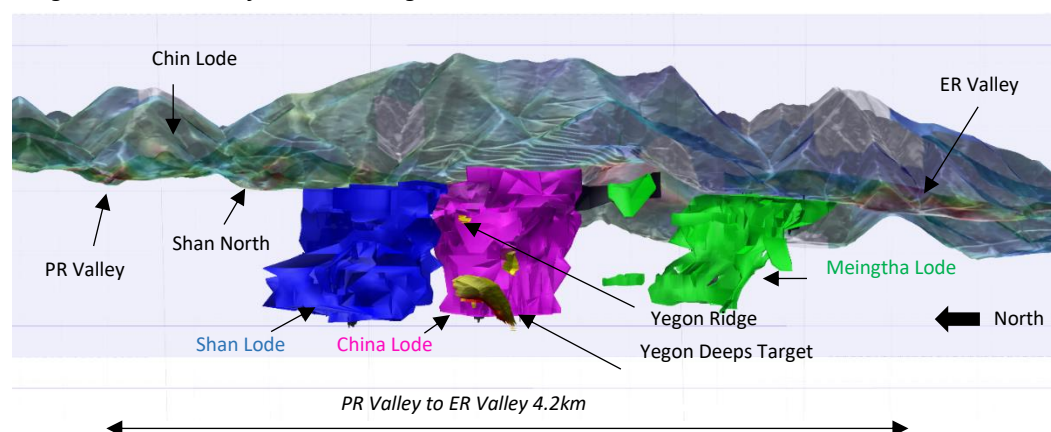 Chin Lode
ER Valley
Shan North
PR Valley
Meingtha Lode
Yegon Ridge
North
Shan Lode
China Lode
Yegon Deeps Target
PR Valley to ER Valley 4.2km